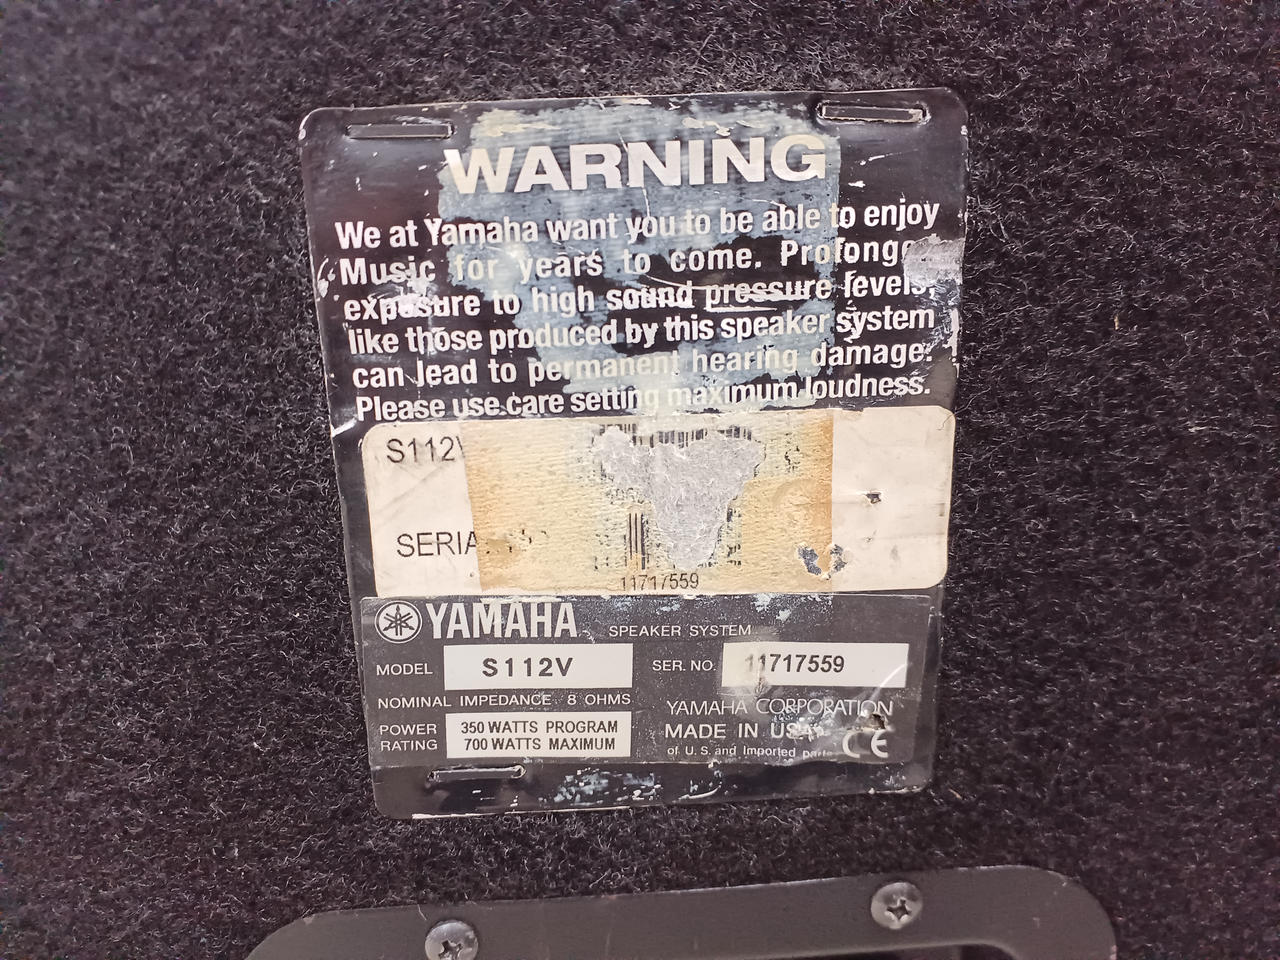 WARNING
We at Yamaha want you to be able to enjoy
Music for years to come. Prolonge
exposure to high sound pressure levels,
like those produced by this speaker system
can lead to permanent hearing damage.
Please use care setting maximum loudness.
S112V
SERIA
11717559
YAMAHA SPEAKER SYSTEM
MODEL S112V SER. NO. 11717559
NOMINAL IMPEDANCE 8 OHMS YAMAHA CORPORATION
POWER RATING 350 WATTS PROGRAM 700 WATTS MAXIMUM
MADE IN USA
of U.S. and Imported parts
CE